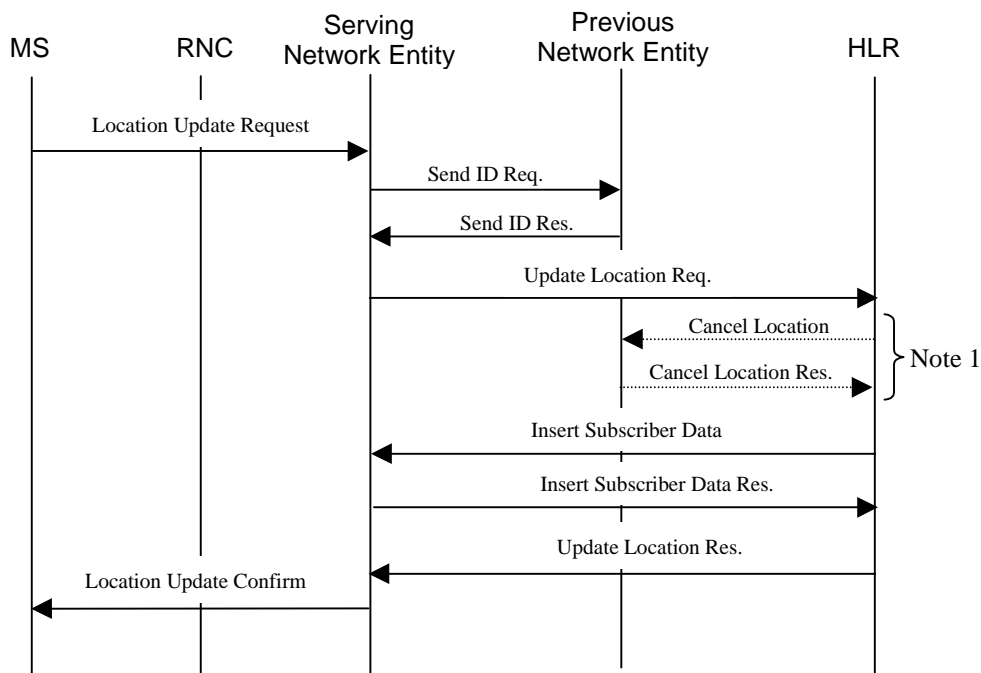 MS
RNC
Serving
Network Entity
Previous
Network Entity
HLR
Location Update Request
Send ID Req.
Send ID Res.
Update Location Req.
Cancel Location
Cancel Location Res.
Note 1
Insert Subscriber Data
Insert Subscriber Data Res.
Update Location Res.
Location Update Confirm